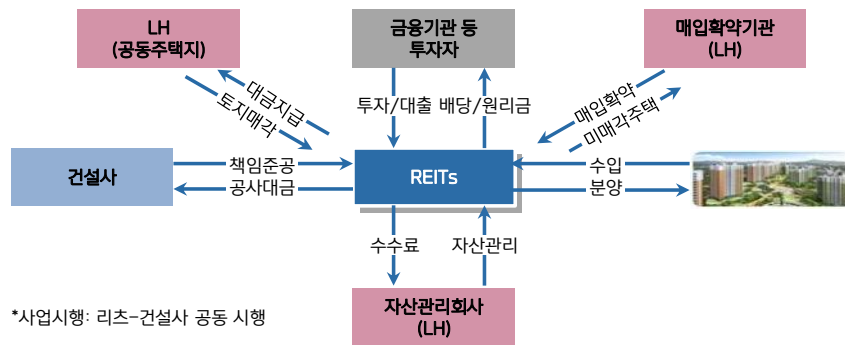 LH
(공동주택지)
금융기관 등
투자자
매입확약기관
(LH)
대금지급
토지매각
투자/대출
배당/원리금
매입확약
미매각주택
건설사
책임준공
공사대금
REITs
수입
분양
수수료
자산관리
자산관리회사
(LH)
*사업시행: 리츠-건설사 공동 시행